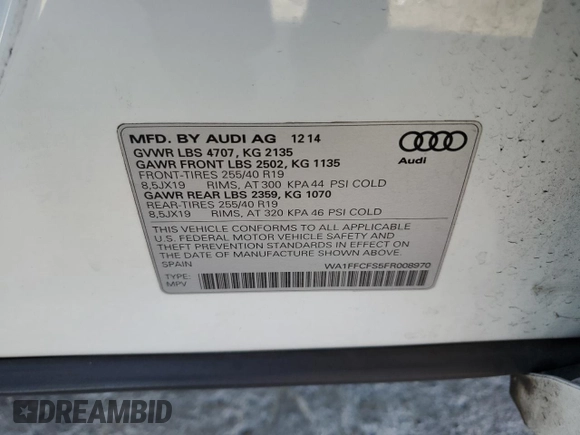 MFD. BY AUDI AG 12 14
GVWR LBS 4707, KG 2135
GAWR FRONT LBS 2502, KG 1135
FRONT-TIRES 255/40 R19
8,5JX19 RIMS, AT 300 KPA 44 PSI COLD
GAWR REAR LBS 2359, KG 1070
REAR-TIRES 255/40 R19
8,5JX19 RIMS, AT 320 KPA 46 PSI COLD
Audi
THIS VEHICLE CONFORMS TO ALL APPLICABLE
U.S. FEDERAL MOTOR VEHICLE SAFETY AND
THEFT PREVENTION STANDARDS IN EFFECT ON
THE DATE OF MANUFACTURE SHOWN ABOVE.
SPAIN
WA1FFCFS5FR008970
TYPE:
MPV
DREAMBID